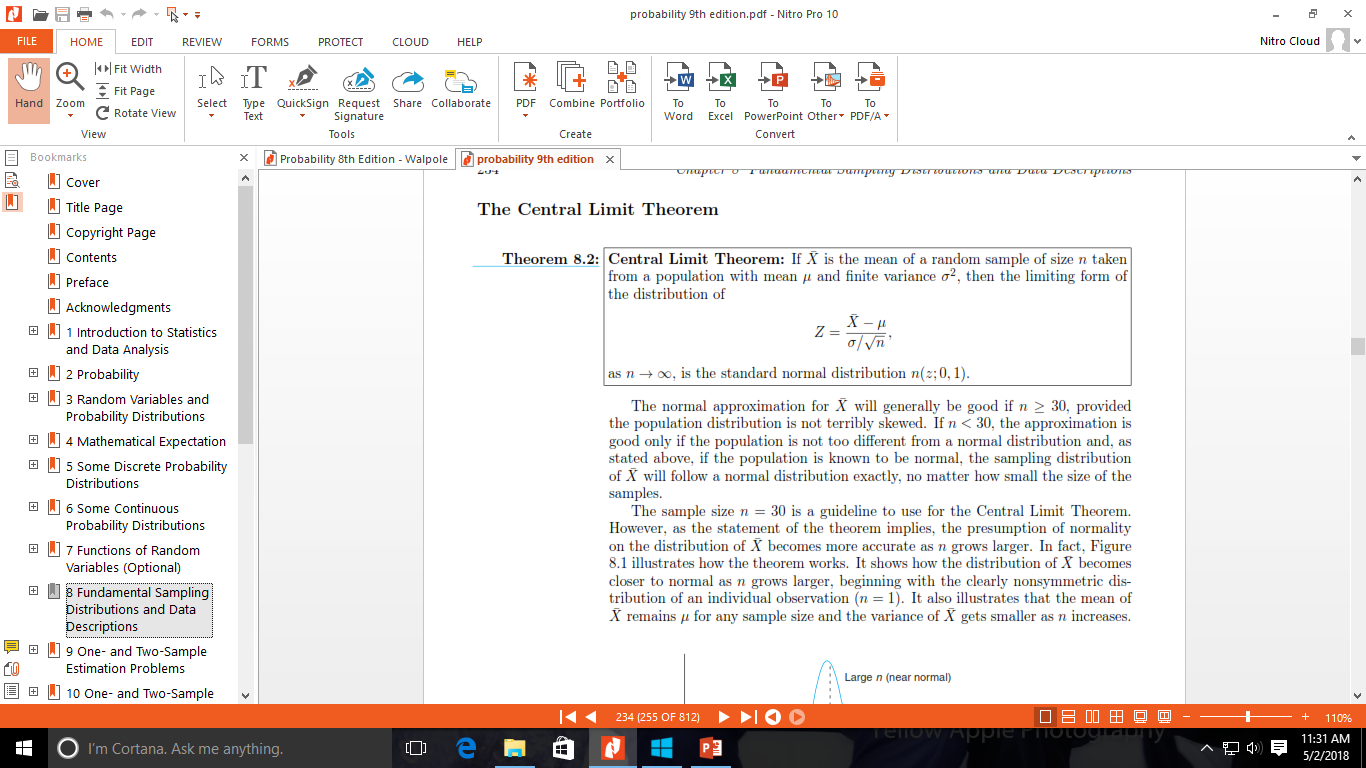 probability 9th edition.pdf - Nitro Pro 10
FILE HOME EDIT REVIEW FORMS PROTECT CLOUD HELP
Nitro Cloud
Hand
Zoom
Fit Width
Fit Page
Rotate View
View
Select
Type Text
QuickSign
Request Signature
Share
Collaborate
Tools
PDF
Combine
Portfolio
Create
To Word
To Excel
To PowerPoint
To Other
To PDF/A
Convert
Bookmarks
Cover
Title Page
Copyright Page
Contents
Preface
Acknowledgments
1 Introduction to Statistics
and Data Analysis
2 Probability
3 Random Variables and
Probability Distributions
4 Mathematical Expectation
5 Some Discrete Probability
Distributions
6 Some Continuous
Probability Distributions
7 Functions of Random
Variables (Optional)
8 Fundamental Sampling
Distributions and Data
Descriptions
9 One- and Two-Sample
Estimation Problems
10 One- and Two-Sample
Probability 8th Edition - Walpole
probability 9th edition
234 Chapter 8 Fundamental Sampling Distributions and Data Descriptions
The Central Limit Theorem
Theorem 8.2: Central Limit Theorem: If X̄ is the mean of a random sample of size n taken
from a population with mean μ and finite variance σ², then the limiting form of
the distribution of
Z = (X̄ − μ) / (σ/√n),
as n → ∞, is the standard normal distribution n(z; 0, 1).
The normal approximation for X̄ will generally be good if n ≥ 30, provided
the population distribution is not terribly skewed. If n < 30, the approximation is
good only if the population is not too different from a normal distribution and, as
stated above, if the population is known to be normal, the sampling distribution
of X̄ will follow a normal distribution exactly, no matter how small the size of the
samples.
The sample size n = 30 is a guideline to use for the Central Limit Theorem.
However, as the statement of the theorem implies, the presumption of normality
on the distribution of X̄ becomes more accurate as n grows larger. In fact, Figure
8.1 illustrates how the theorem works. It shows how the distribution of X̄ becomes
closer to normal as n grows larger, beginning with the clearly nonsymmetric dis-
tribution of an individual observation (n = 1). It also illustrates that the mean of
X̄ remains μ for any sample size and the variance of X̄ gets smaller as n increases.
Large n (near normal)
234 (255 OF 812)
110%
I'm Cortana. Ask me anything.
Yellow Apple Photography
11:31 AM
5/2/2018